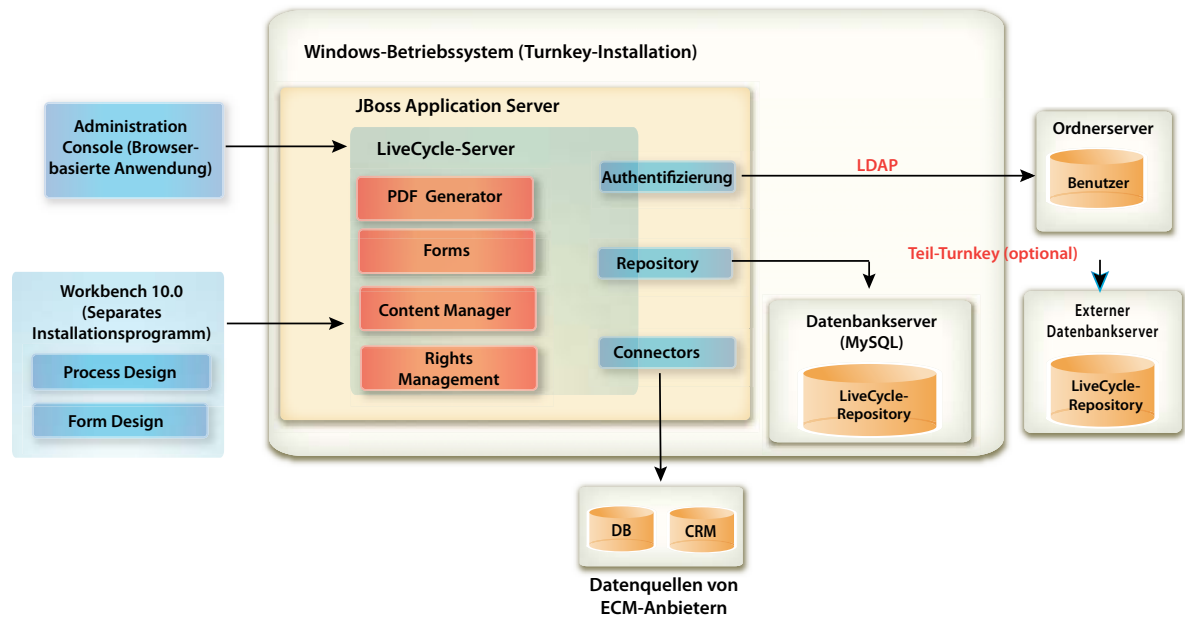 Windows-Betriebssystem (Turnkey-Installation)
JBoss Application Server
Administration
Console (Browser-
basierte Anwendung)
LiveCycle-Server
PDF Generator
Forms
Content Manager
Rights
Management
Authentifizierung
LDAP
Ordnerserver
Benutzer
Repository
Teil-Turnkey (optional)
Workbench 10.0
(Separates
Installationsprogramm)
Process Design
Form Design
Connectors
Datenbankserver
(MySQL)
LiveCycle-
Repository
Externer
Datenbankserver
LiveCycle-
Repository
DB
CRM
Datenquellen von
ECM-Anbietern